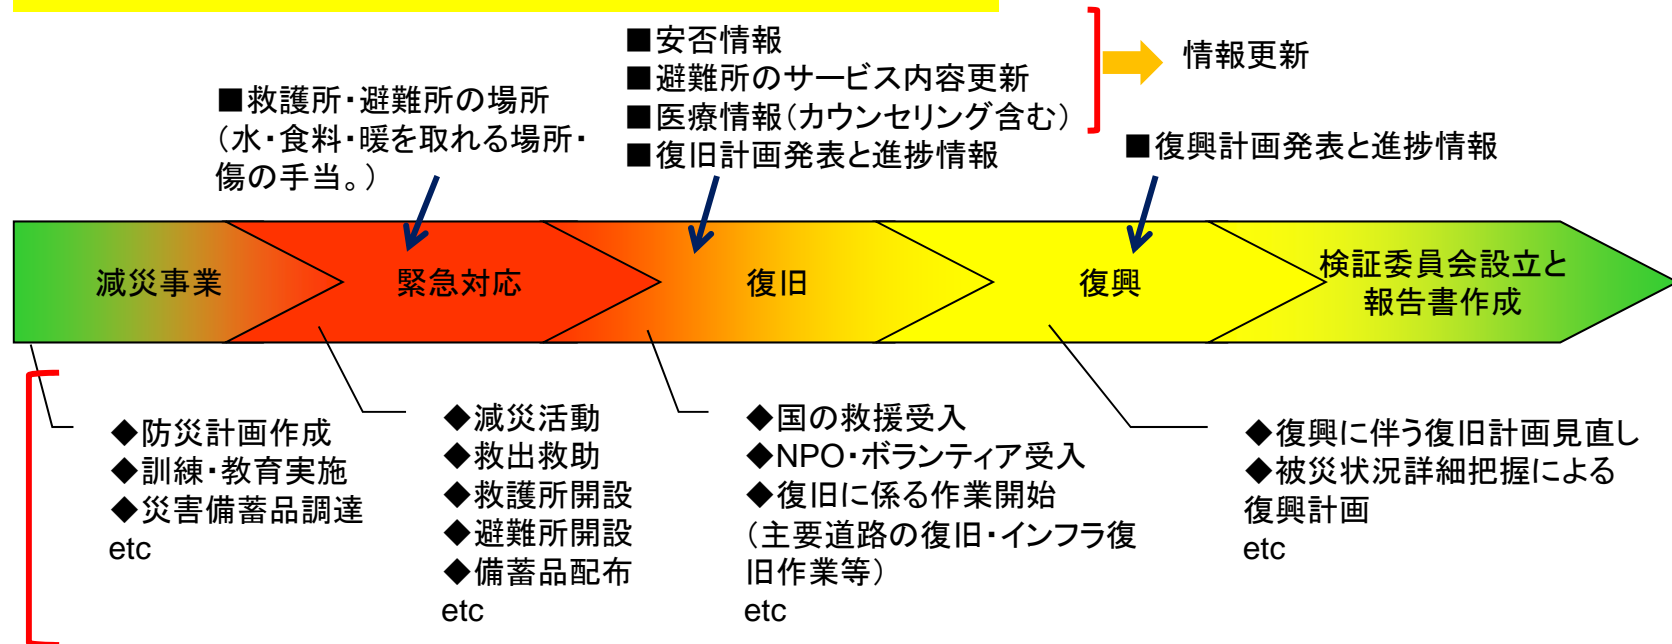 ■安否情報
■避難所のサービス内容更新
■医療情報(カウンセリング含む)
■復旧計画発表と進捗情報
情報更新
■救護所・避難所の場所
(水・食料・暖を取れる場所・
傷の手当。)
■復興計画発表と進捗情報
減災事業
緊急対応
復旧
復興
検証委員会設立と
報告書作成
◆防災計画作成
◆訓練・教育実施
◆災害備蓄品調達
etc
◆減災活動
◆救出救助
◆救護所開設
◆避難所開設
◆備蓄品配布
etc
◆国の救援受入
◆NPO・ボランティア受入
◆復旧に係る作業開始
(主要道路の復旧・インフラ復
旧作業等)
etc
◆復興に伴う復旧計画見直し
◆被災状況詳細把握による
復興計画
etc